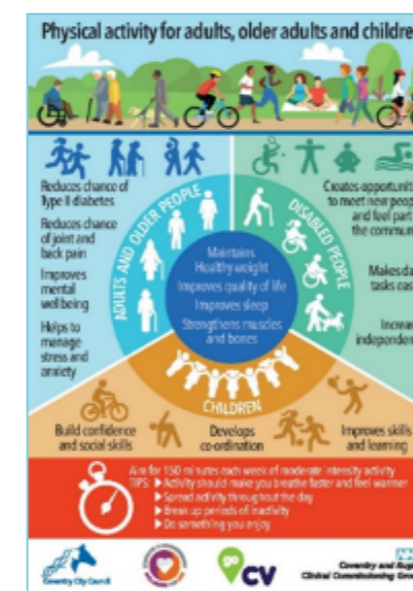 Physical activity for adults, older adults and childre
Reduces chance of
Type II diabetes
Reduces chance
of joint and
back pain
Improves
mental
wellbeing
Helps to
manage
stress and
anxiety
ADULTS AND OLDER PEOPLE
Maintains
Healthy weight
Improves quality of life
Improves sleep
Strengthens muscles
and bones
DISABLED PEOPLE
Creates opportuni
to meet new peop
and feel part
the commun
Makes da
tasks eas
Increa
independen
CHILDREN
Build confidence
and social skills
Develops
co-ordination
Improves skills
and learning
Aim for 150 minutes each week of moderate intensity activity
TIPS: ▶ Activity should make you breathe faster and feel warmer
▶ Spread activity throughout the day
▶ Break up periods of inactivity
▶ Do something you enjoy
Coventry City Council
go
CV
Coventry and Rug
Clinical Commissioning Gro